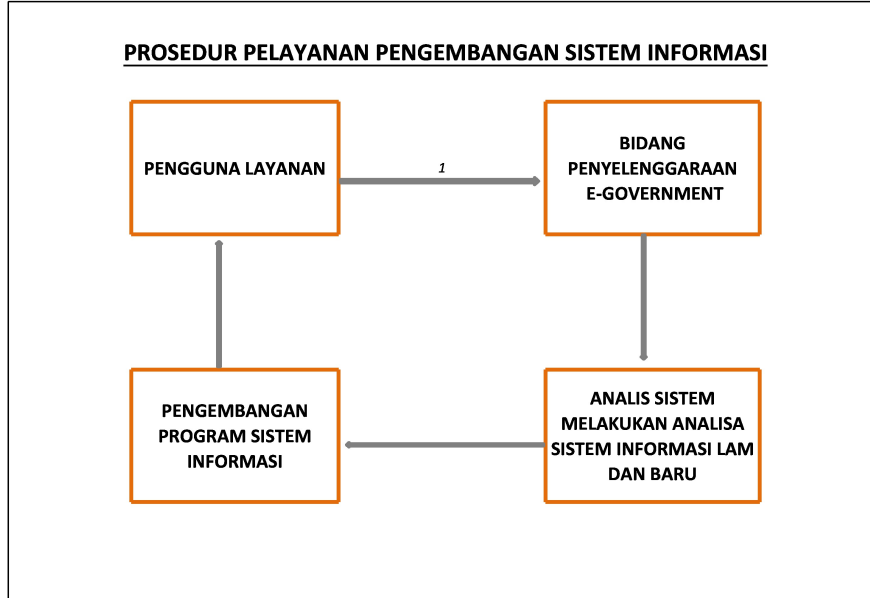 PROSEDUR PELAYANAN PENGEMBANGAN SISTEM INFORMASI
PENGGUNA LAYANAN
1
BIDANG
PENYELENGGARAAN
E-GOVERNMENT
PENGEMBANGAN
PROGRAM SISTEM
INFORMASI
ANALIS SISTEM
MELAKUKAN ANALISA
SISTEM INFORMASI LAM
DAN BARU